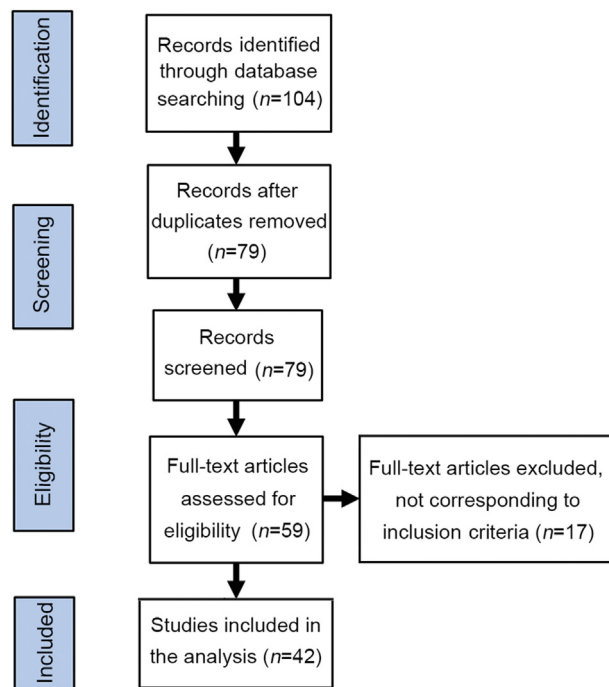 Identification
Records identified
through database
searching (n=104)
Records after
duplicates removed
(n=79)
Screening
Records
screened (n=79)
Eligibility
Full-text articles
assessed for
eligibility (n=59)
Full-text articles excluded,
not corresponding to
inclusion criteria (n=17)
Included
Studies included in
the analysis (n=42)